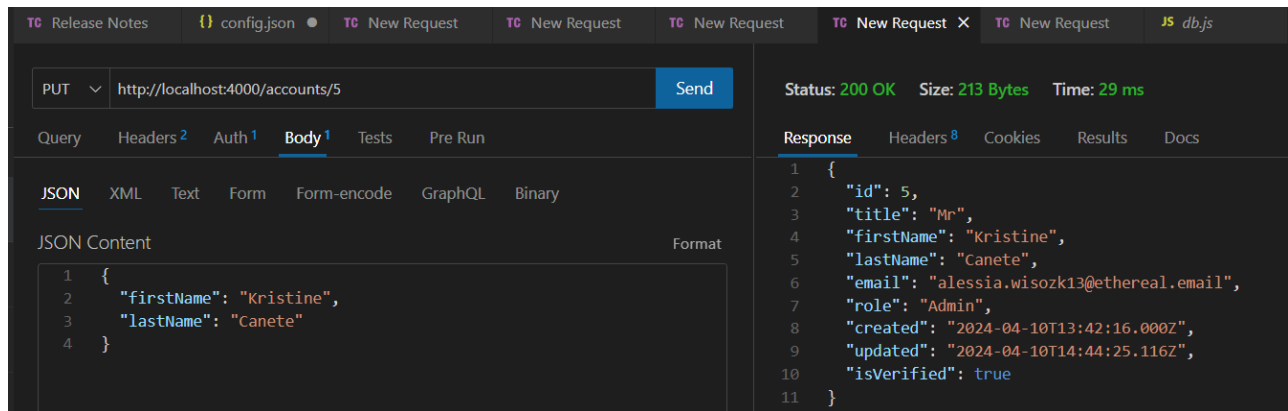 TC Release Notes {} config.json ● TC New Request TC New Request TC New Request TC New Request X TC New Request JS db.js
PUT http://localhost:4000/accounts/5 Send
Query Headers 2 Auth 1 Body 1 Tests Pre Run
JSON XML Text Form Form-encode GraphQL Binary
JSON Content Format
1 {
2 "firstName": "Kristine",
3 "lastName": "Canete"
4 }
Status: 200 OK Size: 213 Bytes Time: 29 ms
Response Headers 8 Cookies Results Docs
1 {
2 "id": 5,
3 "title": "Mr",
4 "firstName": "Kristine",
5 "lastName": "Canete",
6 "email": "alessia.wisozk13@ethereal.email",
7 "role": "Admin",
8 "created": "2024-04-10T13:42:16.000Z",
9 "updated": "2024-04-10T14:44:25.116Z",
10 "isVerified": true
11 }